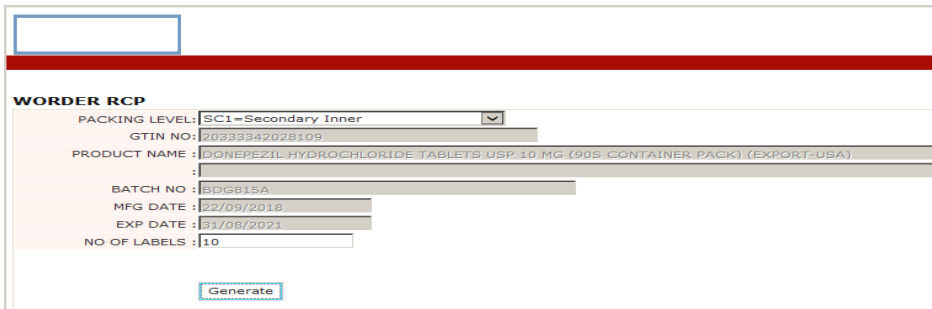 WORDER RCP
PACKING LEVEL: SC1=Secondary Inner
GTIN NO: 20333342028109
PRODUCT NAME : DONEPEZIL HYDROCHLORIDE TABLETS USP 10 MG (90S CONTAINER PACK) (EXPORT-USA)
:
BATCH NO : BDG815A
MFG DATE : 22/09/2018
EXP DATE : 31/08/2021
NO OF LABELS : 10
Generate